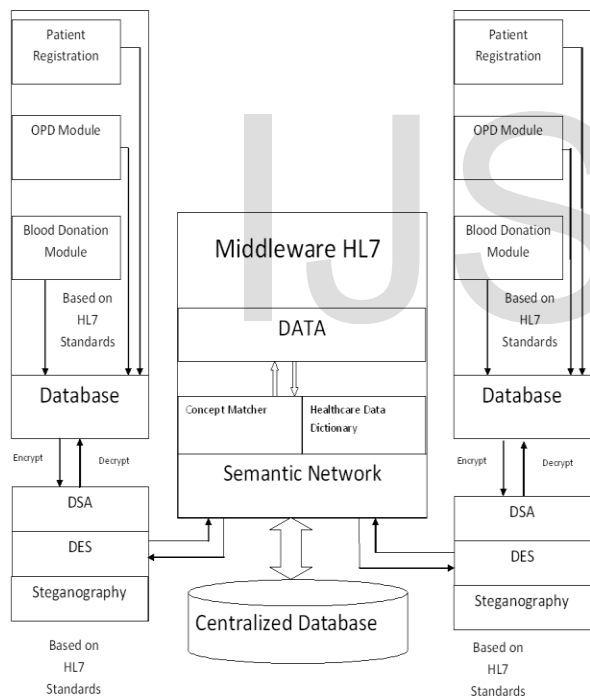 Patient
Registration
OPD Module
Blood Donation
Module
Based on
HL7
Standards
Database
Encrypt
Decrypt
DSA
DES
Steganography
Based on
HL7
Standards
IJS
Middleware HL7
DATA
Concept Matcher
Healthcare Data
Dictionary
Semantic Network
Centralized Database
Patient
Registration
OPD Module
Blood Donation
Module
Based on
HL7
Standards
Database
Encrypt
Decrypt
DSA
DES
Steganography
Based on
HL7
Standards